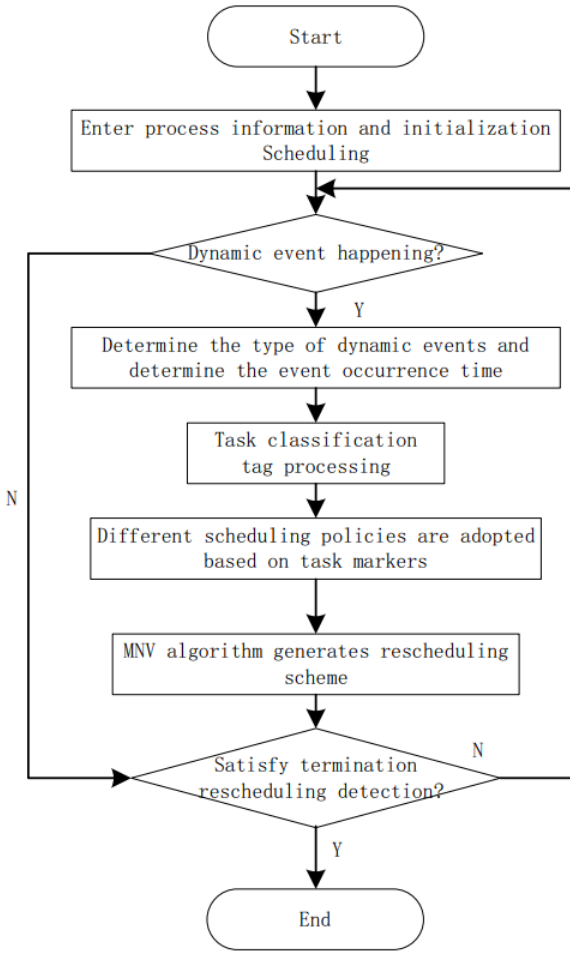 Start
Enter process information and initialization
Scheduling
Dynamic event happening?
Y
Determine the type of dynamic events and
determine the event occurrence time
Task classification
tag processing
N
Different scheduling policies are adopted
based on task markers
MNV algorithm generates rescheduling
scheme
N
Satisfy termination
rescheduling detection?
Y
End